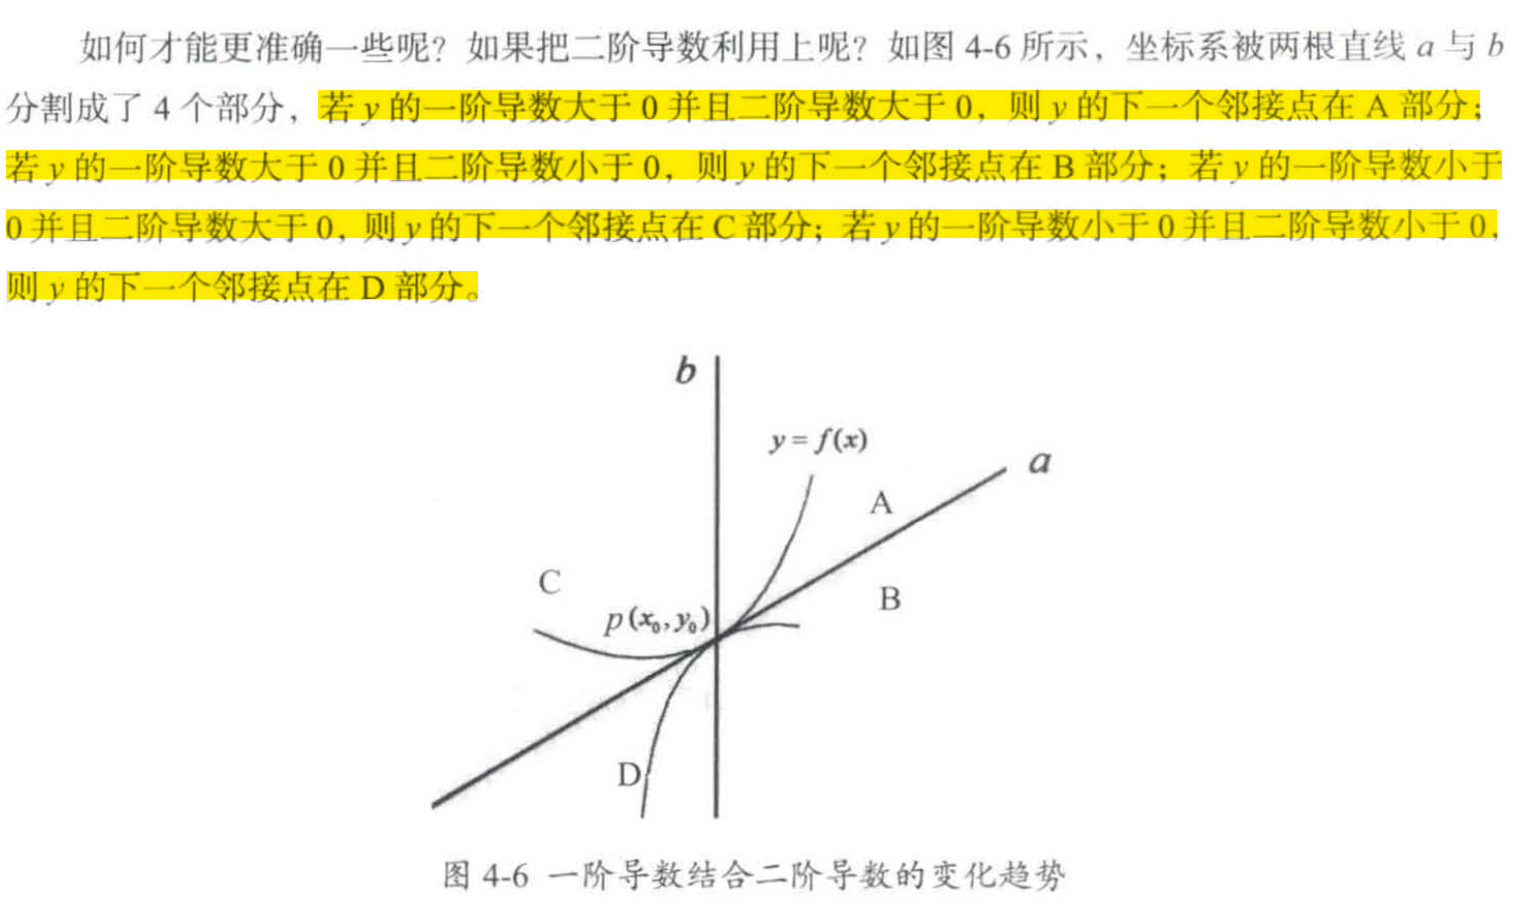 如何才能更准确一些呢？如果把二阶导数利用上呢？如图 4-6 所示，坐标系被两根直线 a 与 b
分割成了 4 个部分，若 y 的一阶导数大于 0 并且二阶导数大于 0，则 y 的下一个邻接点在 A 部分；
若 y 的一阶导数大于 0 并且二阶导数小于 0，则 y 的下一个邻接点在 B 部分；若 y 的一阶导数小于
0 并且二阶导数大于 0，则 y 的下一个邻接点在 C 部分；若 y 的一阶导数小于 0 并且二阶导数小于 0，
则 y 的下一个邻接点在 D 部分。
b
y = f(x)
a
A
C
B
p(x₀, y₀)
D
图 4-6 一阶导数结合二阶导数的变化趋势